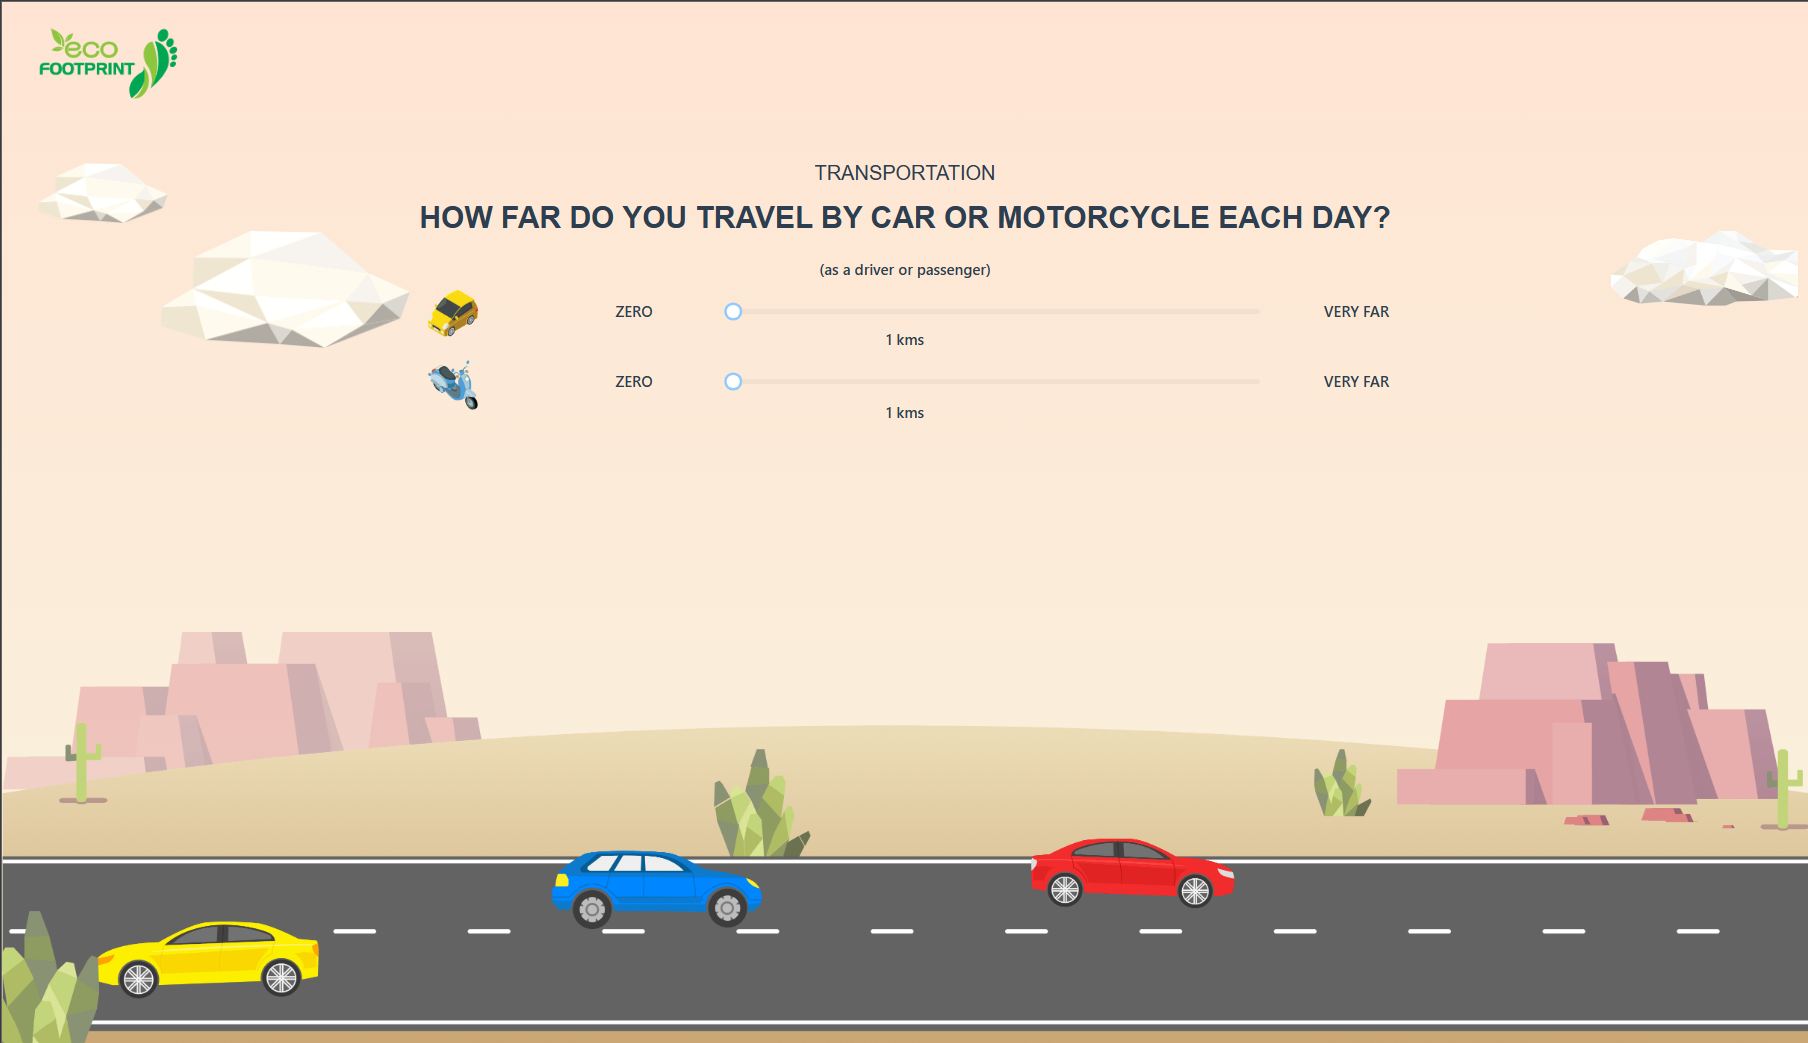 eco
FOOTPRINT
TRANSPORTATION
HOW FAR DO YOU TRAVEL BY CAR OR MOTORCYCLE EACH DAY?
(as a driver or passenger)
ZERO VERY FAR
1 kms
ZERO VERY FAR
1 kms